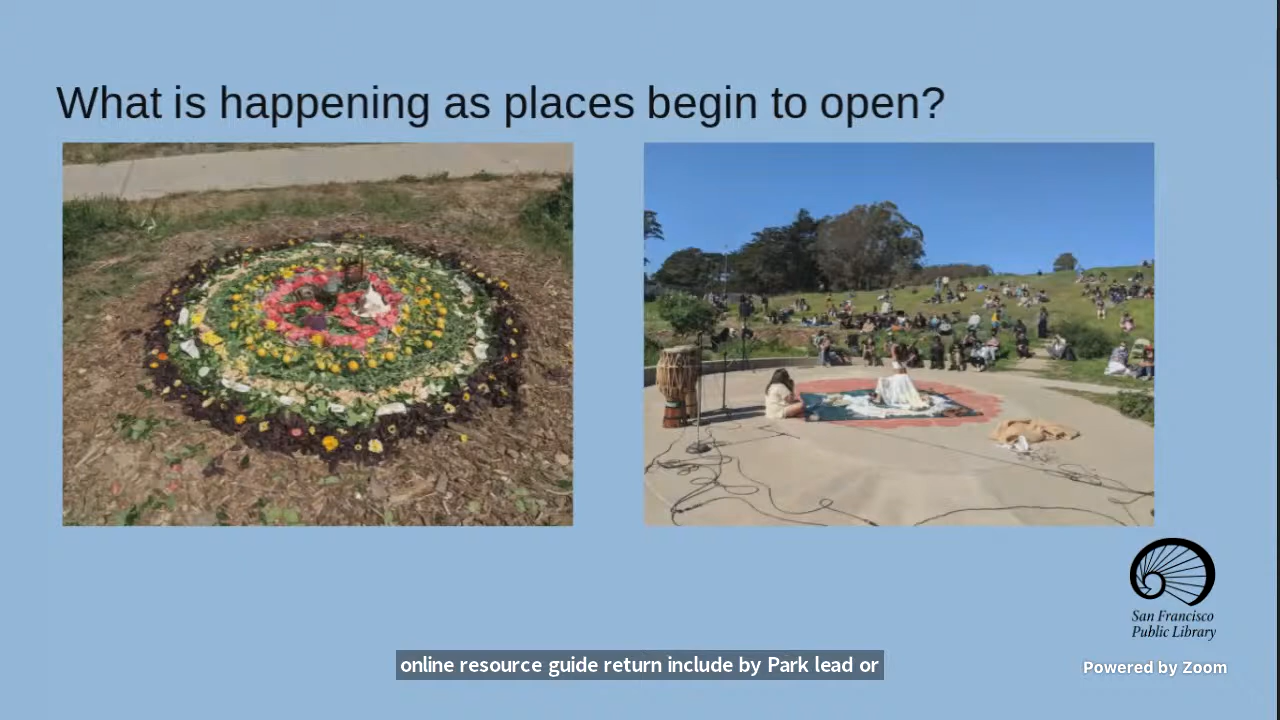 What is happening as places begin to open?
San Francisco
Public Library
online resource guide return include by Park lead or
Powered by Zoom